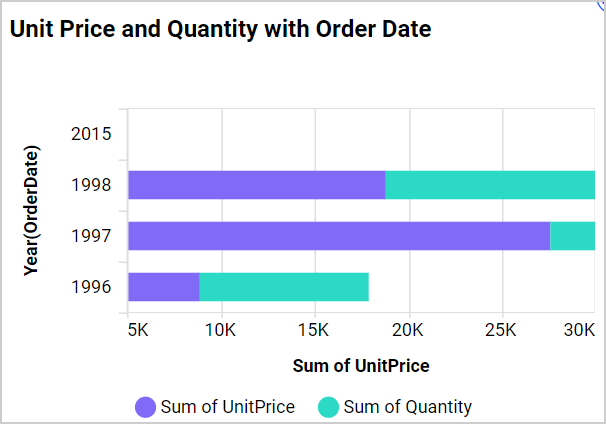 Unit Price and Quantity with Order Date
Year(OrderDate)
2015
1998
1997
1996
5K 10K 15K 20K 25K 30K
Sum of UnitPrice
Sum of UnitPrice Sum of Quantity